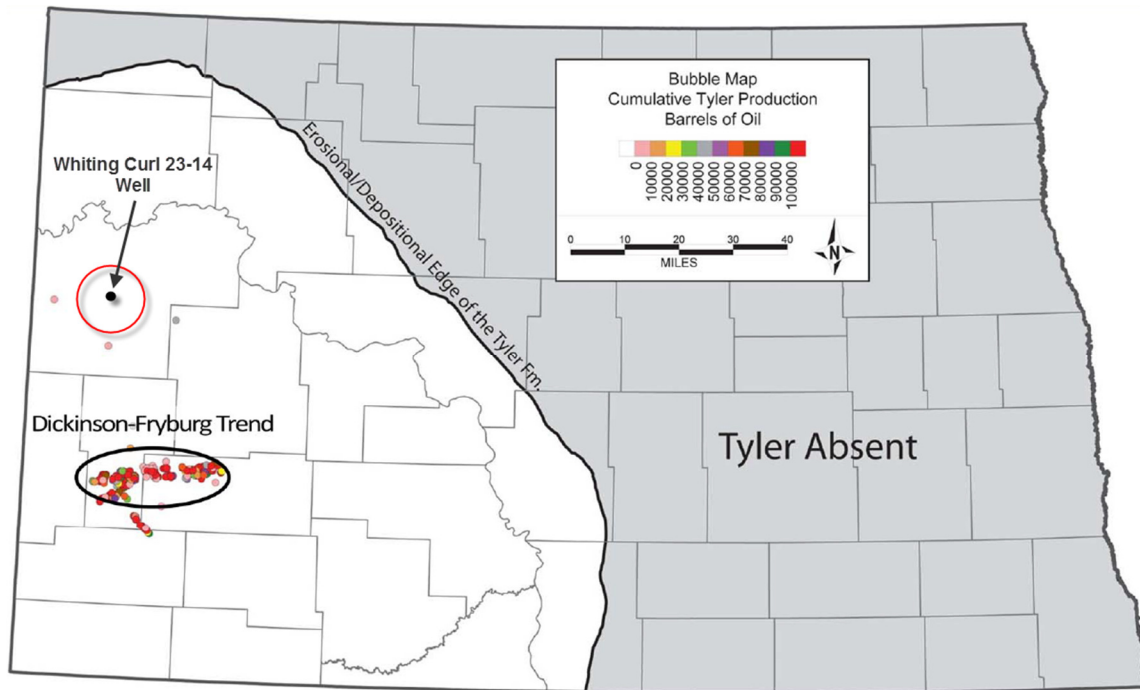 Bubble Map
Cumulative Tyler Production
Barrels of Oil
0
10000
20000
30000
40000
50000
60000
70000
80000
90000
100000
0 10 20 30 40
MILES
N
Erosional/Depositional Edge of the Tyler Fm.
Whiting Curl 23-14
Well
Dickinson-Fryburg Trend
Tyler Absent